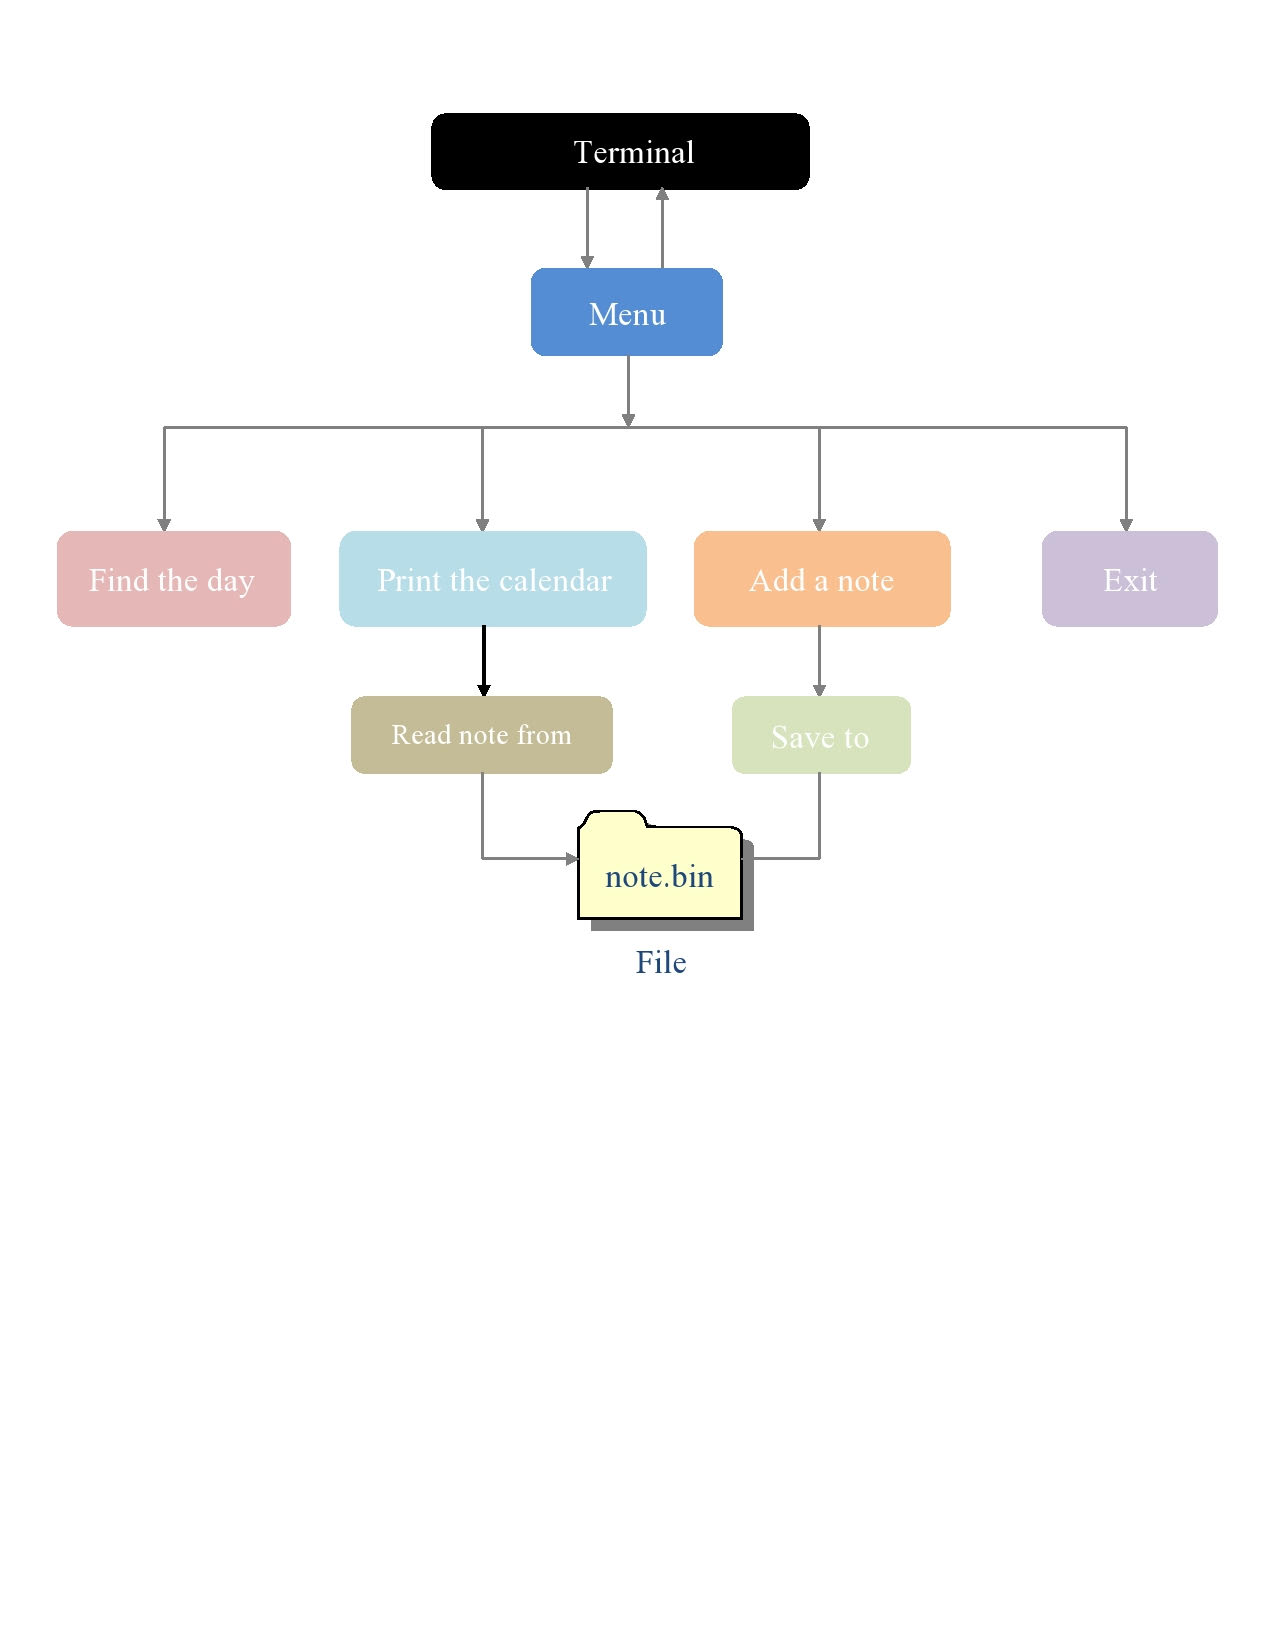 Terminal
Menu
Find the day
Print the calendar
Add a note
Exit
Read note from
Save to
note.bin
File